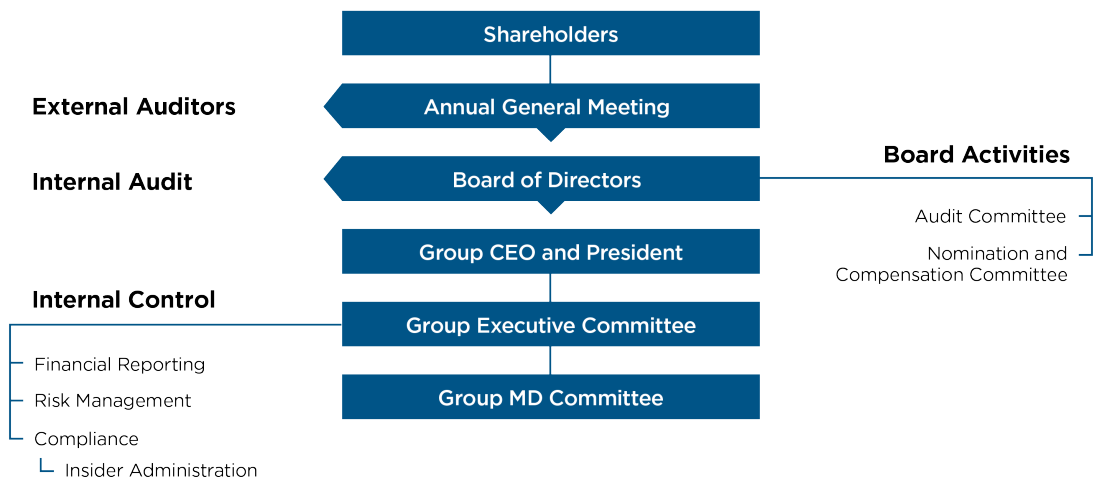 Shareholders
External Auditors
Annual General Meeting
Board Activities
Internal Audit
Board of Directors
Audit Committee
Nomination and
Compensation Committee
Group CEO and President
Internal Control
Group Executive Committee
Financial Reporting
Risk Management
Group MD Committee
Compliance
Insider Administration